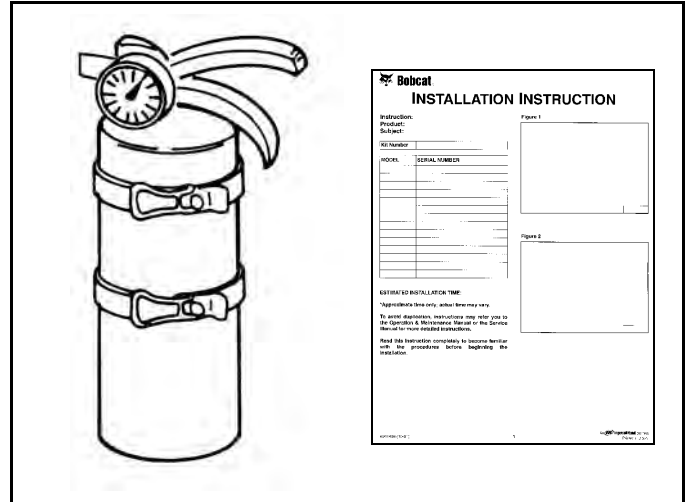 Bobcat
INSTALLATION INSTRUCTION
Instruction:
Product:
Subject:
Kit Number
MODEL SERIAL NUMBER
ESTIMATED INSTALLATION TIME:
*Approximate time only, actual time may vary.
To avoid duplication, instructions may refer you to
the Operation & Maintenance Manual or the Service
Manual for more detailed instructions.
Read this instruction completely to become familiar
with the procedures before beginning the
installation.
Figure 1
Figure 2
1